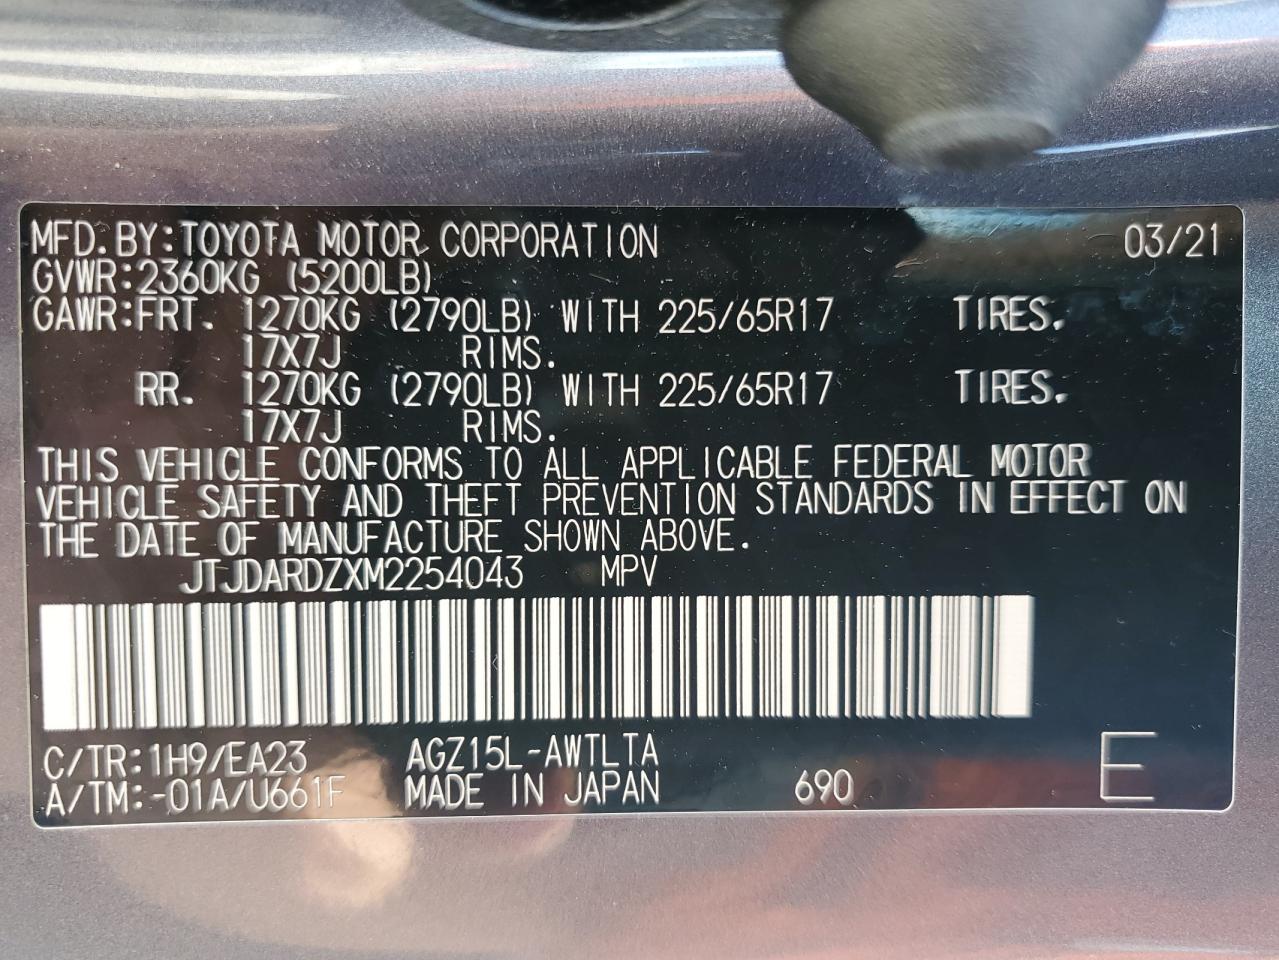 MFD. BY: TOYOTA MOTOR CORPORATION 03/21
GVWR: 2360KG (5200LB)
GAWR: FRT. 1270KG (2790LB) WITH 225/65R17 TIRES.
17X7J RIMS.
RR. 1270KG (2790LB) WITH 225/65R17 TIRES.
17X7J RIMS.
THIS VEHICLE CONFORMS TO ALL APPLICABLE FEDERAL MOTOR
VEHICLE SAFETY AND THEFT PREVENTION STANDARDS IN EFFECT ON
THE DATE OF MANUFACTURE SHOWN ABOVE.
JTJDARDZXM2254043 MPV
C/TR: 1H9/EA23 AGZ15L-AWTLTA
A/TM: -01A/U661F MADE IN JAPAN 690 E